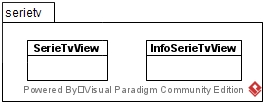 serietv
SerieTvView InfoSerieTvView
Powered By Visual Paradigm Community Edition